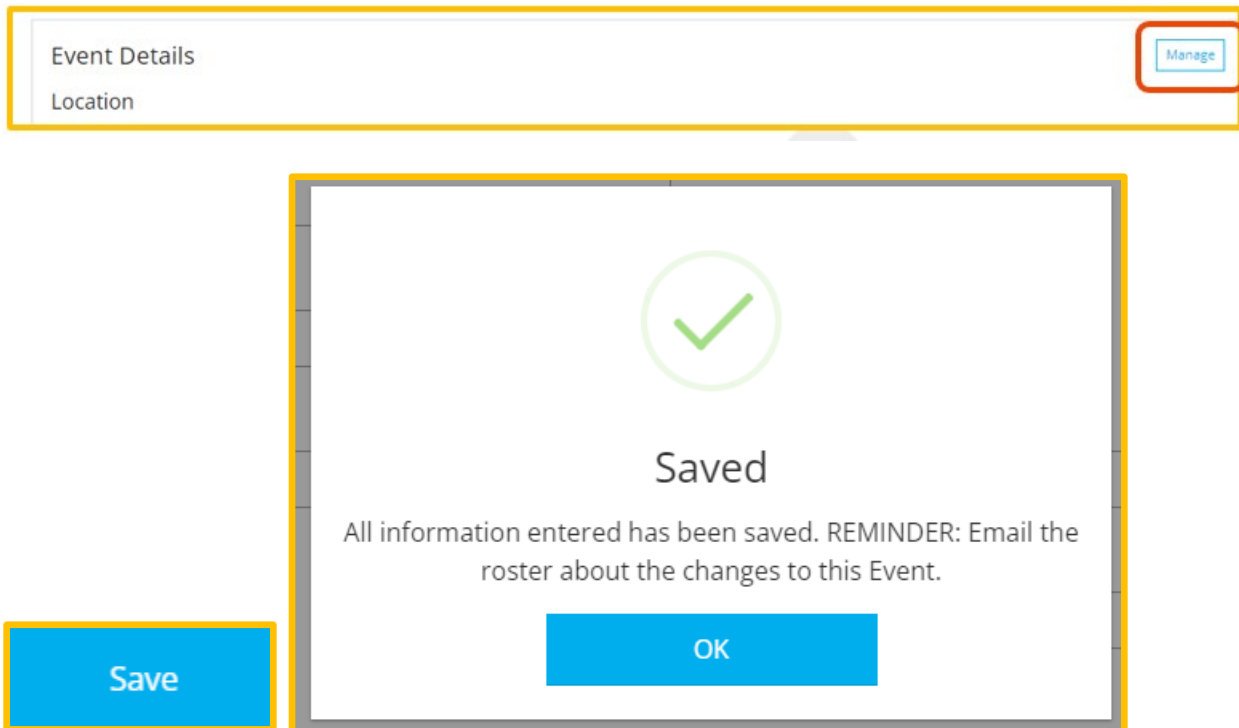 Event Details
Manage
Location
Saved
All information entered has been saved. REMINDER: Email the
roster about the changes to this Event.
OK
Save